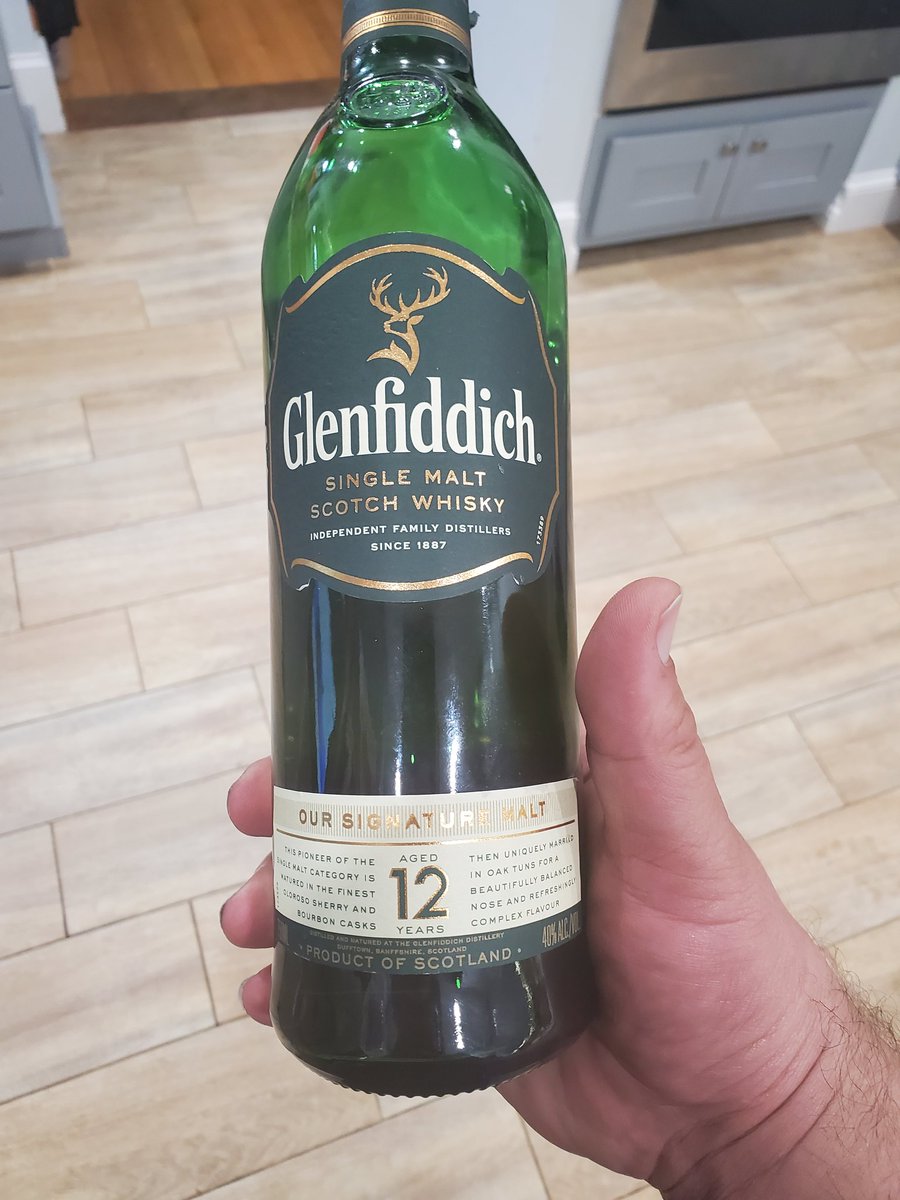 Glenfiddich®
SINGLE MALT
SCOTCH WHISKY
INDEPENDENT FAMILY DISTILLERS
SINCE 1887
173389
OUR SIGNATURE MALT
THIS PIONEER OF THE
SINGLE MALT CATEGORY IS
MATURED IN THE FINEST
OLOROSO SHERRY AND
BOURBON CASKS
AGED
12
YEARS
THEN UNIQUELY MARRIED
IN OAK TUNS FOR A
BEAUTIFULLY BALANCED
NOSE AND REFRESHINGLY
COMPLEX FLAVOUR
DISTILLED AND MATURED AT THE GLENFIDDICH DISTILLERY
DUFFTOWN, BANFFSHIRE, SCOTLAND
• PRODUCT OF SCOTLAND •
40% ALC./VOL.